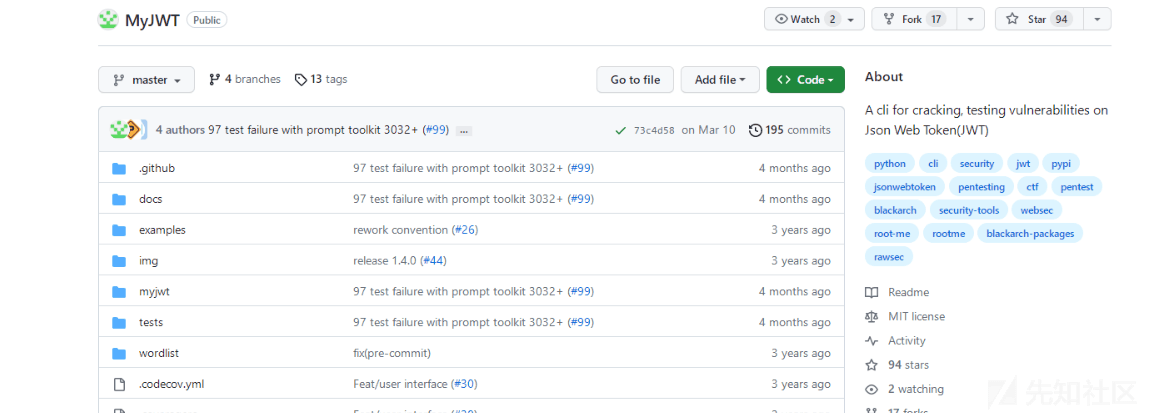 MyJWT Public Watch 2 Fork 17 Star 94
master 4 branches 13 tags Go to file Add file Code
About
A cli for cracking, testing vulnerabilities on
Json Web Token(JWT)
python cli security jwt pypi
jsonwebtoken pentesting ctf pentest
blackarch security-tools websec
root-me rootme blackarch-packages
rawsec
Readme
MIT license
Activity
94 stars
2 watching
17 forks
4 authors 97 test failure with prompt toolkit 3032+ (#99) ... 73c4d58 on Mar 10 195 commits
.github 97 test failure with prompt toolkit 3032+ (#99) 4 months ago
docs 97 test failure with prompt toolkit 3032+ (#99) 4 months ago
examples rework convention (#26) 3 years ago
img release 1.4.0 (#44) 3 years ago
myjwt 97 test failure with prompt toolkit 3032+ (#99) 4 months ago
tests 97 test failure with prompt toolkit 3032+ (#99) 4 months ago
wordlist fix(pre-commit) 3 years ago
.codecov.yml Feat/user interface (#30) 3 years ago
先知社区